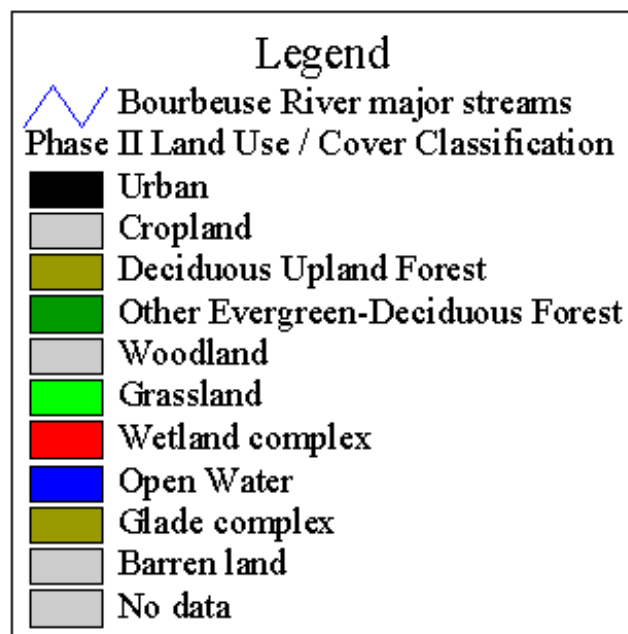 Legend
Bourbeuse River major streams
Phase II Land Use / Cover Classification
Urban
Cropland
Deciduous Upland Forest
Other Evergreen-Deciduous Forest
Woodland
Grassland
Wetland complex
Open Water
Glade complex
Barren land
No data